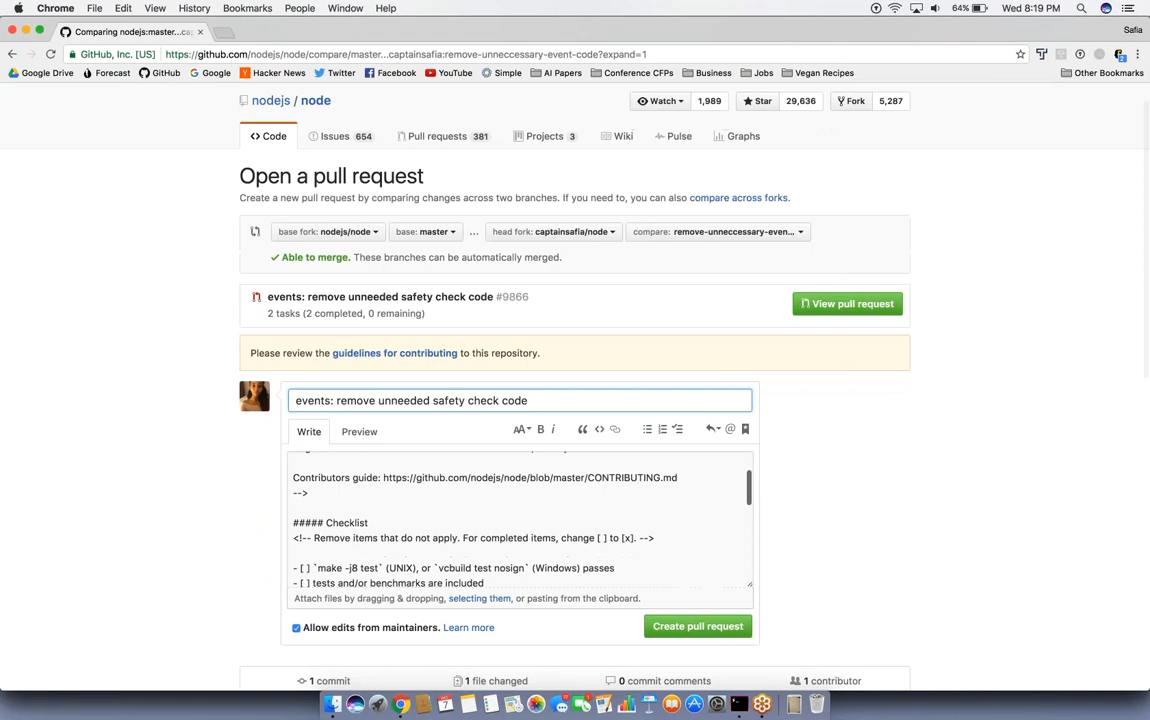 Chrome File Edit View History Bookmarks People Window Help 64% Wed 8:19 PM
Comparing nodejs:master...cap Safia
GitHub, Inc. [US] https://github.com/nodejs/node/compare/master...captainsafia:remove-unneccessary-event-code?expand=1
Google Drive Forecast GitHub Google Hacker News Twitter Facebook YouTube Simple AI Papers Conference CFPs Business Jobs Vegan Recipes Other Bookmarks
nodejs / node Watch 1,989 Star 29,636 Fork 5,287
Code Issues 654 Pull requests 381 Projects 3 Wiki Pulse Graphs
Open a pull request
Create a new pull request by comparing changes across two branches. If you need to, you can also compare across forks.
base fork: nodejs/node base: master ... head fork: captainsafia/node compare: remove-unneccessary-even...
Able to merge. These branches can be automatically merged.
events: remove unneeded safety check code #9866
2 tasks (2 completed, 0 remaining)
View pull request
Please review the guidelines for contributing to this repository.
events: remove unneeded safety check code
Write Preview AA B i
Contributors guide: https://github.com/nodejs/node/blob/master/CONTRIBUTING.md
-->
##### Checklist
<!-- Remove items that do not apply. For completed items, change [ ] to [x]. -->
- [ ] `make -j8 test` (UNIX), or `vcbuild test nosign` (Windows) passes
- [ ] tests and/or benchmarks are included
Attach files by dragging & dropping, selecting them, or pasting from the clipboard.
Allow edits from maintainers. Learn more Create pull request
1 commit 1 file changed 0 commit comments 1 contributor